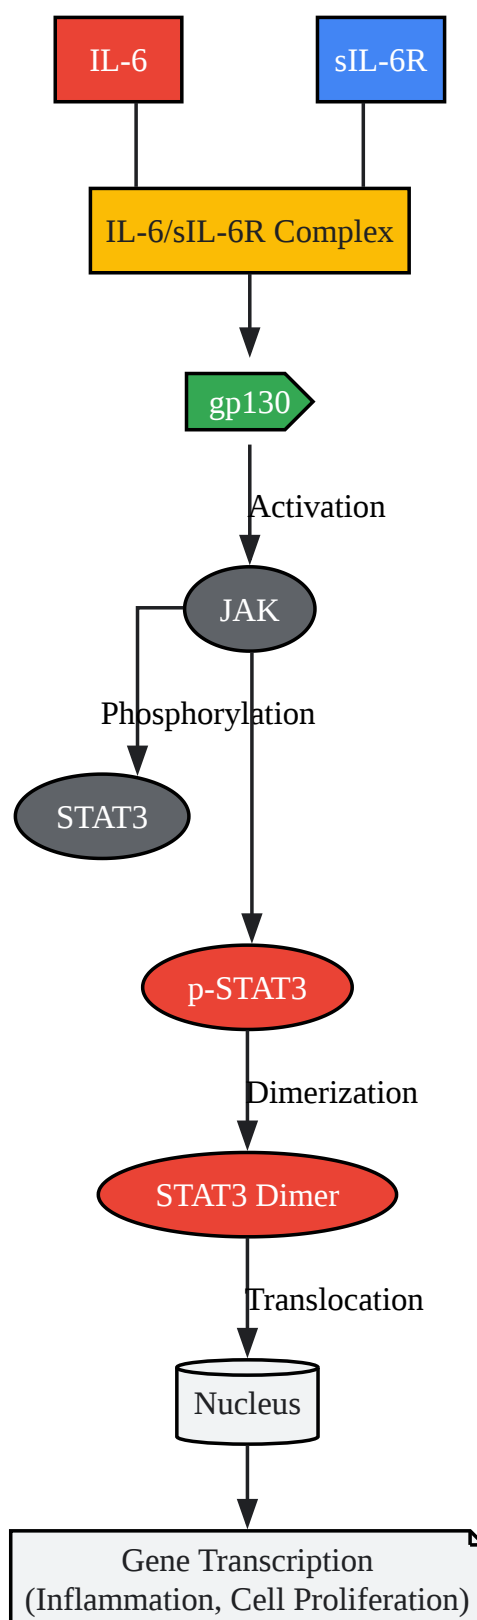 IL-6
sIL-6R
IL-6/sIL-6R Complex
gp130
Activation
JAK
Phosphorylation
STAT3
p-STAT3
Dimerization
STAT3 Dimer
Translocation
Nucleus
Gene Transcription
(Inflammation, Cell Proliferation)